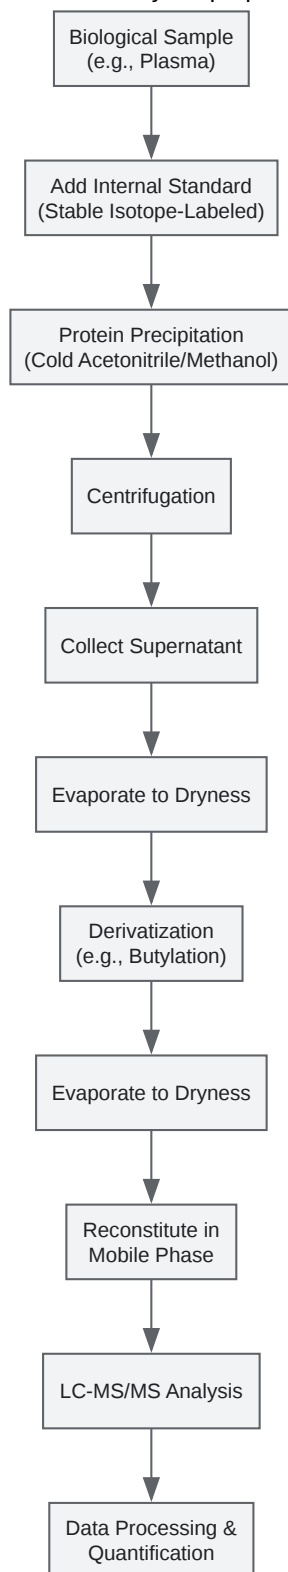 Biological Sample
(e.g., Plasma)
Add Internal Standard
(Stable Isotope-Labeled)
Protein Precipitation
(Cold Acetonitrile/Methanol)
Centrifugation
Collect Supernatant
Evaporate to Dryness
Derivatization
(e.g., Butylation)
Evaporate to Dryness
Reconstitute in
Mobile Phase
LC-MS/MS Analysis
Data Processing &
Quantification